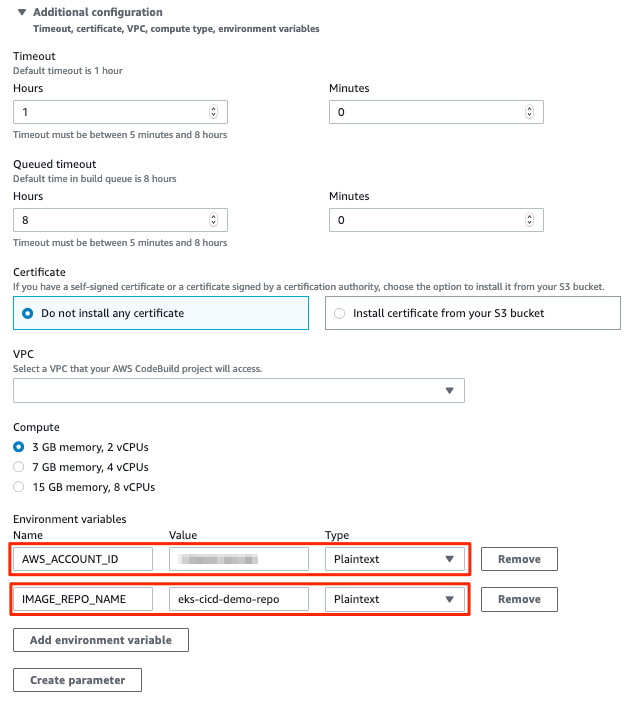 Additional configuration
Timeout, certificate, VPC, compute type, environment variables
Timeout
Default timeout is 1 hour
Hours Minutes
1 0
Timeout must be between 5 minutes and 8 hours
Queued timeout
Default time in build queue is 8 hours
Hours Minutes
8 0
Timeout must be between 5 minutes and 8 hours
Certificate
If you have a self-signed certificate or a certificate signed by a certification authority, choose the option to install it from your S3 bucket.
Do not install any certificate Install certificate from your S3 bucket
VPC
Select a VPC that your AWS CodeBuild project will access.
Compute
3 GB memory, 2 vCPUs
7 GB memory, 4 vCPUs
15 GB memory, 8 vCPUs
Environment variables
Name Value Type
AWS_ACCOUNT_ID Plaintext Remove
IMAGE_REPO_NAME eks-cicd-demo-repo Plaintext Remove
Add environment variable
Create parameter